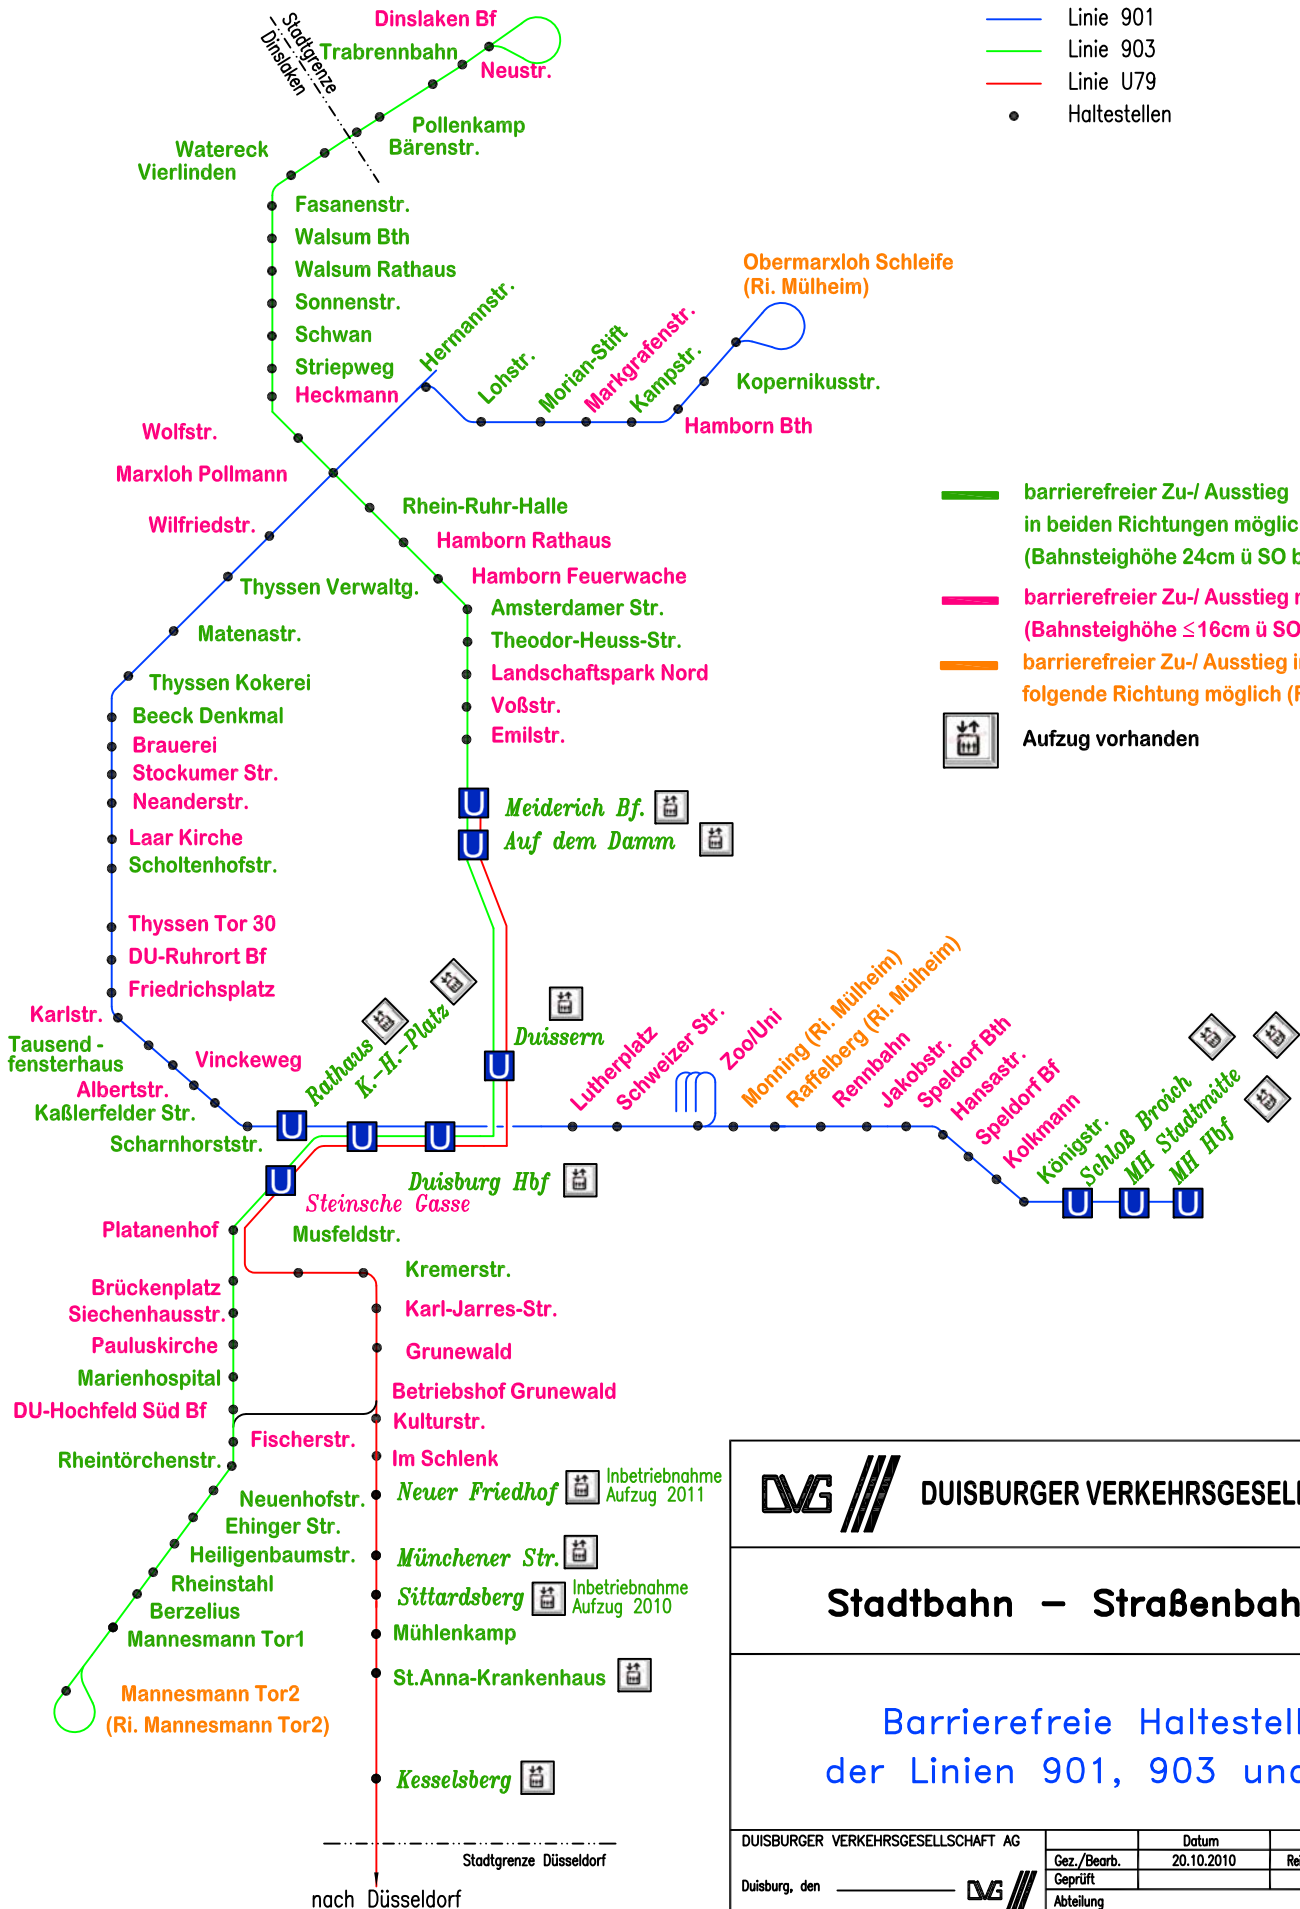 Linie 901
Linie 903
Linie U79
Haltestellen
Stadtgrenze
Dinslaken
Dinslaken Bf
Trabrennbahn
Neustr.
Pollenkamp
Bärenstr.
Watereck
Vierlinden
Fasanenstr.
Walsum Bth
Walsum Rathaus
Sonnenstr.
Schwan
Striepweg
Heckmann
Wolfstr.
Marxloh Pollmann
Wilfriedstr.
Hermannstr.
Lohstr.
Morian-Stift
Markgrafenstr.
Kampstr.
Hamborn Bth
Kopernikusstr.
Obermarxloh Schleife
(Ri. Mülheim)
Rhein-Ruhr-Halle
Hamborn Rathaus
Hamborn Feuerwache
Amsterdamer Str.
Theodor-Heuss-Str.
Landschaftspark Nord
Voßstr.
Emilstr.
Meiderich Bf.
Auf dem Damm
Duissern
Thyssen Verwaltg.
Matenastr.
Thyssen Kokerei
Beeck Denkmal
Brauerei
Stockumer Str.
Neanderstr.
Laar Kirche
Scholtenhofstr.
Thyssen Tor 30
DU-Ruhrort Bf
Friedrichsplatz
Karlstr.
Tausend -
fensterhaus
Vinckeweg
Albertstr.
Kaßlerfelder Str.
Scharnhorststr.
Rathaus
K.-H.-Platz
U
U
U
U
U
U
U
U
U
U
Duisburg Hbf
Steinsche Gasse
Lutherplatz
Schweizer Str.
Zoo/Uni
Monning (Ri. Mülheim)
Raffelberg (Ri. Mülheim)
Rennbahn
Jakobstr.
Speldorf Bth
Hansastr.
Speldorf Bf
Kolkmann
Königstr.
Schloß Broich
MH Stadtmitte
MH Hbf
barrierefreier Zu-/ Ausstieg
in beiden Richtungen möglic
(Bahnsteighöhe 24cm ü SO b
barrierefreier Zu-/ Ausstieg n
(Bahnsteighöhe ≤16cm ü SO
barrierefreier Zu-/ Ausstieg i
folgende Richtung möglich (R
Aufzug vorhanden
Platanenhof
Musfeldstr.
Kremerstr.
Brückenplatz
Siechenhausstr.
Karl-Jarres-Str.
Pauluskirche
Grunewald
Marienhospital
Betriebshof Grunewald
DU-Hochfeld Süd Bf
Kulturstr.
Fischerstr.
Im Schlenk
Rheintörchenstr.
Neuer Friedhof
Inbetriebnahme
Aufzug 2011
Neuenhofstr.
Ehinger Str.
Heiligenbaumstr.
Münchener Str.
Rheinstahl
Sittardsberg
Inbetriebnahme
Aufzug 2010
Berzelius
Mannesmann Tor1
Mühlenkamp
St.Anna-Krankenhaus
Mannesmann Tor2
(Ri. Mannesmann Tor2)
Kesselsberg
Stadtgrenze Düsseldorf
nach Düsseldorf
DVG DUISBURGER VERKEHRSGESELL
Stadtbahn – Straßenbah
Barrierefreie Haltestell
der Linien 901, 903 und
DUISBURGER VERKEHRSGESELLSCHAFT AG
Duisburg, den
DVG
Datum
Gez./Bearb. 20.10.2010 Rei
Geprüft
Abteilung